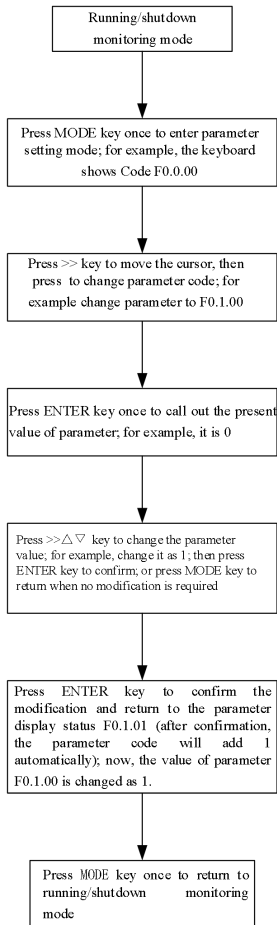 Running/shutdown
monitoring mode
Press MODE key once to enter parameter
setting mode; for example, the keyboard
shows Code F0.0.00
Press >> key to move the cursor, then
press to change parameter code; for
example change parameter to F0.1.00
Press ENTER key once to call out the present
value of parameter; for example, it is 0
Press >>△▽ key to change the parameter
value; for example, change it as 1; then press
ENTER key to confirm; or press MODE key to
return when no modification is required
Press ENTER key to confirm the
modification and return to the parameter
display status F0.1.01 (after confirmation,
the parameter code will add 1
automatically); now, the value of parameter
F0.1.00 is changed as 1.
Press MODE key once to return to
running/shutdown monitoring
mode